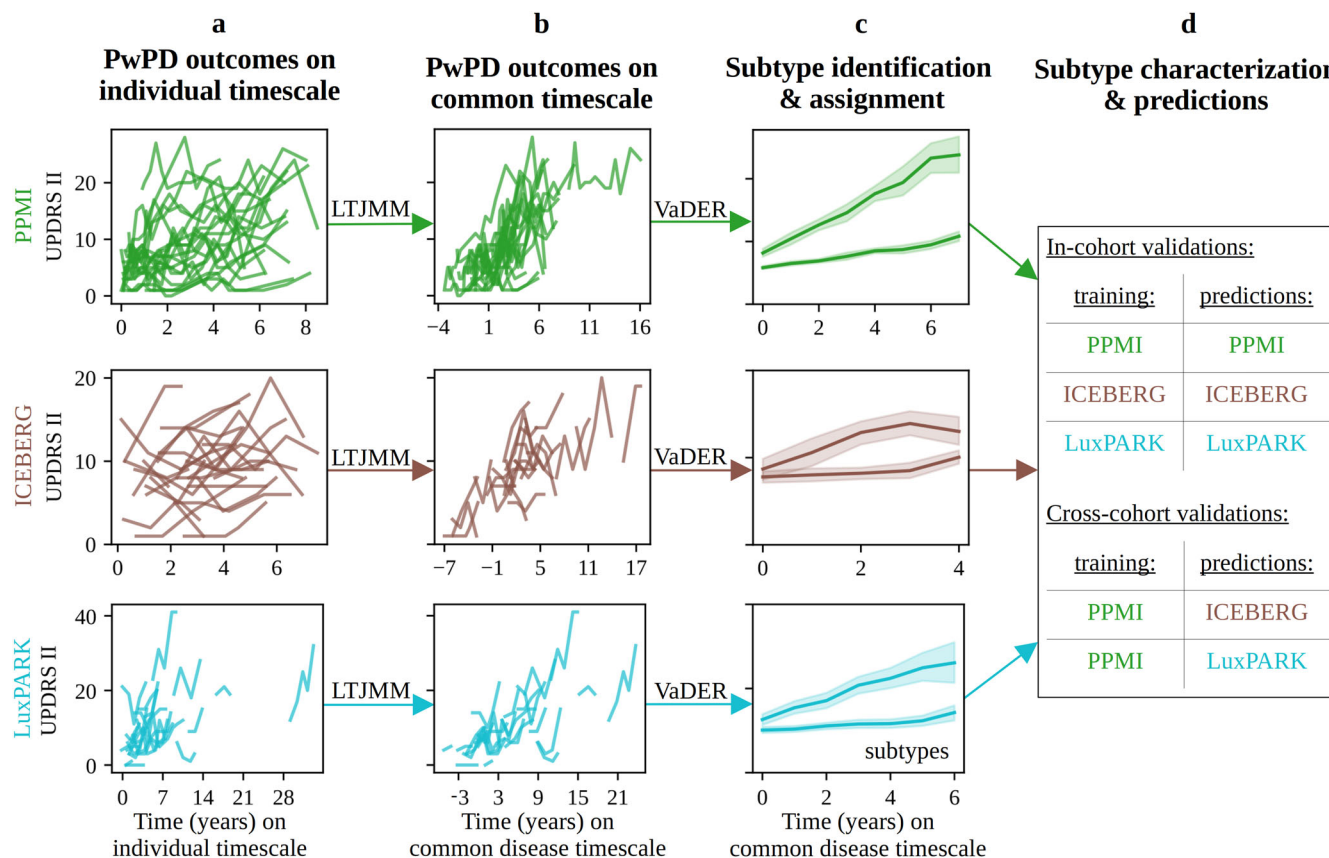 a
PwPD outcomes on
individual timescale
b
PwPD outcomes on
common timescale
c
Subtype identification
& assignment
d
Subtype characterization
& predictions
PPMI
UPDRS II
20
10
0
0 2 4 6 8
LTJMM
−4 1 6 11 16
VaDER
0 2 4 6
ICEBERG
UPDRS II
20
10
0
0 2 4 6
LTJMM
−7 −1 5 11 17
VaDER
0 2 4
LuxPARK
UPDRS II
40
20
0
0 7 14 21 28
Time (years) on
individual timescale
LTJMM
-3 3 9 15 21
Time (years) on
common disease timescale
VaDER
subtypes
0 2 4 6
Time (years) on
common disease timescale
In-cohort validations:
training: predictions:
PPMI PPMI
ICEBERG ICEBERG
LuxPARK LuxPARK
Cross-cohort validations:
training: predictions:
PPMI ICEBERG
PPMI LuxPARK